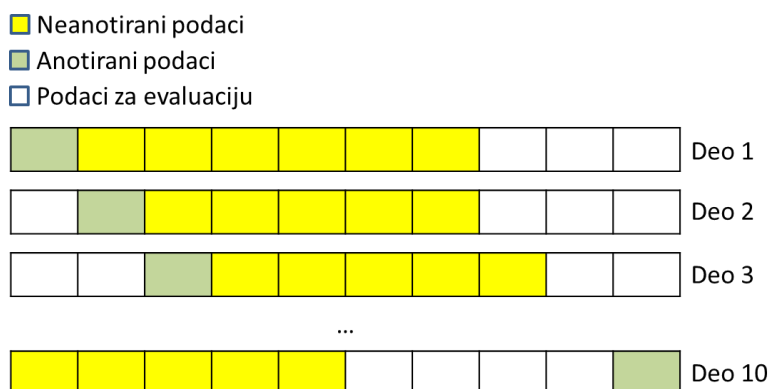 Neanotirani podaci
Anotirani podaci
Podaci za evaluaciju
Deo 1
Deo 2
Deo 3
...
Deo 10